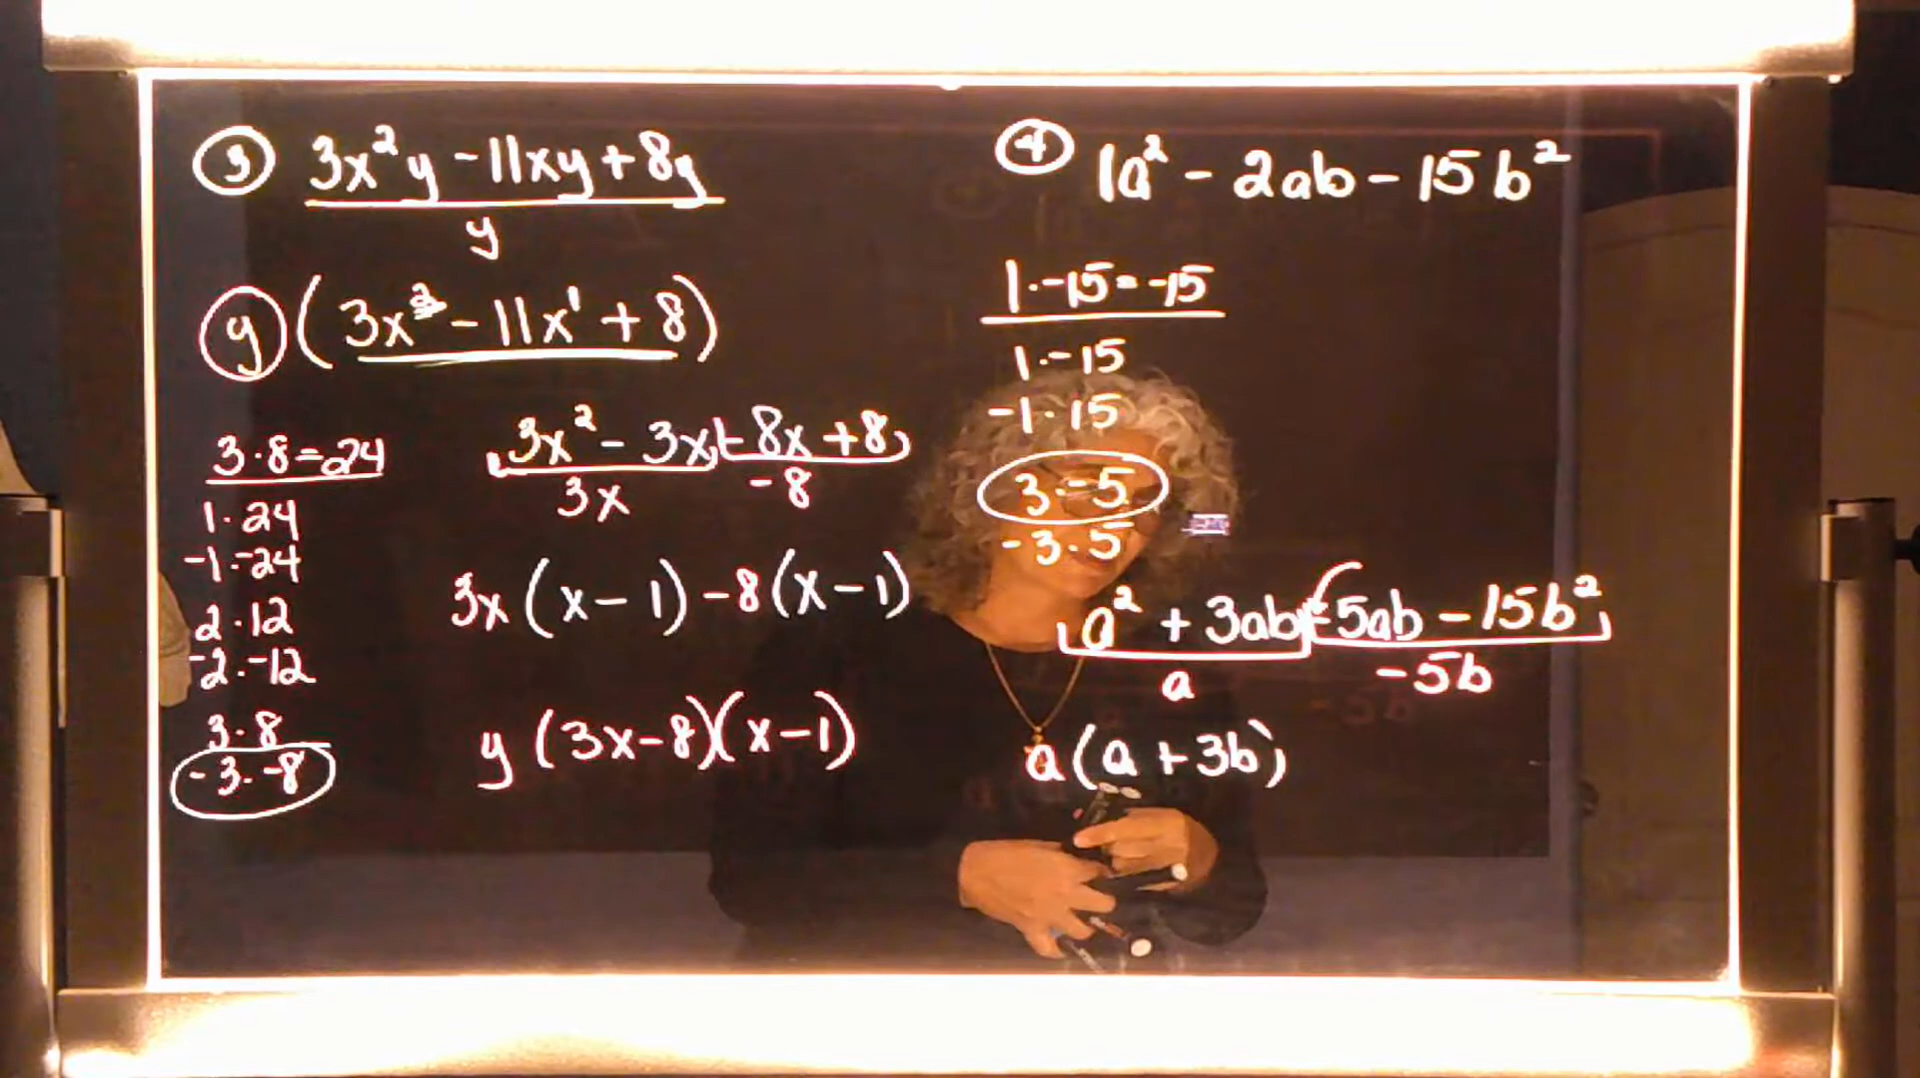 ③ 3x²y - 11xy + 8y
y
y (3x² - 11x¹ + 8)
3·8=24
1·24
-1·-24
2·12
-2·-12
3·8
-3·-8
3x² - 3x - 8x + 8
3x -8
3x (x - 1) - 8 (x - 1)
y (3x - 8)(x - 1)
④ 1a² - 2ab - 15b²
1·-15=-15
1·-15
-1·15
3·-5
-3·5
a² + 3ab - 5ab - 15b²
a -5b
a (a + 3b)